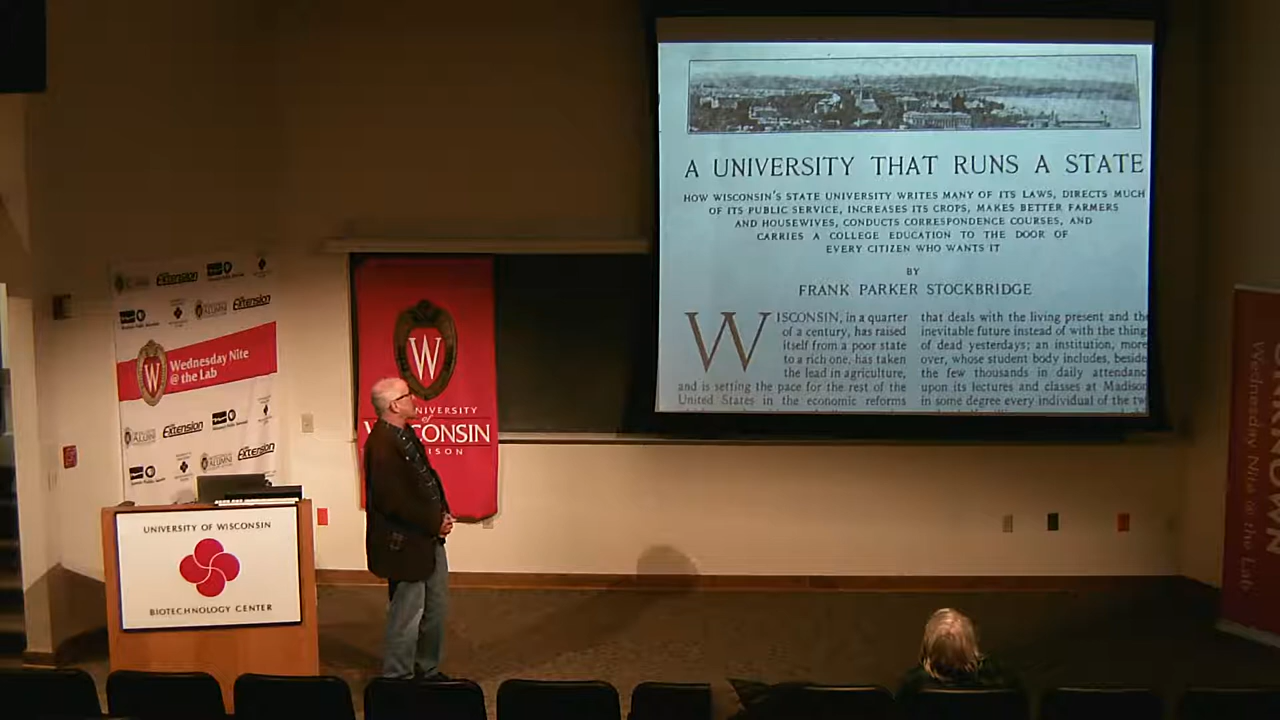 A UNIVERSITY THAT RUNS A STATE
HOW WISCONSIN'S STATE UNIVERSITY WRITES MANY OF ITS LAWS, DIRECTS MUCH
OF ITS PUBLIC SERVICE, INCREASES ITS CROPS, MAKES BETTER FARMERS
AND HOUSEWIVES, CONDUCTS CORRESPONDENCE COURSES, AND
CARRIES A COLLEGE EDUCATION TO THE DOOR OF
EVERY CITIZEN WHO WANTS IT
BY
FRANK PARKER STOCKBRIDGE
WISCONSIN, in a quarter
of a century, has raised
itself from a poor state
to a rich one, has taken
the lead in agriculture,
and is setting the pace for the rest of the
United States in the economic reforms
that deals with the living present and the
inevitable future instead of with the thing
of dead yesterdays; an institution, more
over, whose student body includes, beside
the few thousands in daily attendanc
upon its lectures and classes at Madison
in some degree every individual of the tw
Extension
Extension
W
Wednesday Nite
@ the Lab
Extension
PBS
Extension
W
NIVERSITY
of
W CONSIN
ISON
UNIVERSITY OF WISCONSIN
BIOTECHNOLOGY CENTER
Wednesday Nite @ the Lab